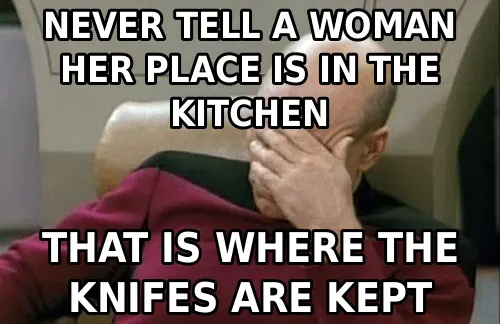 NEVER TELL A WOMAN
HER PLACE IS IN THE
KITCHEN
THAT IS WHERE THE
KNIFES ARE KEPT